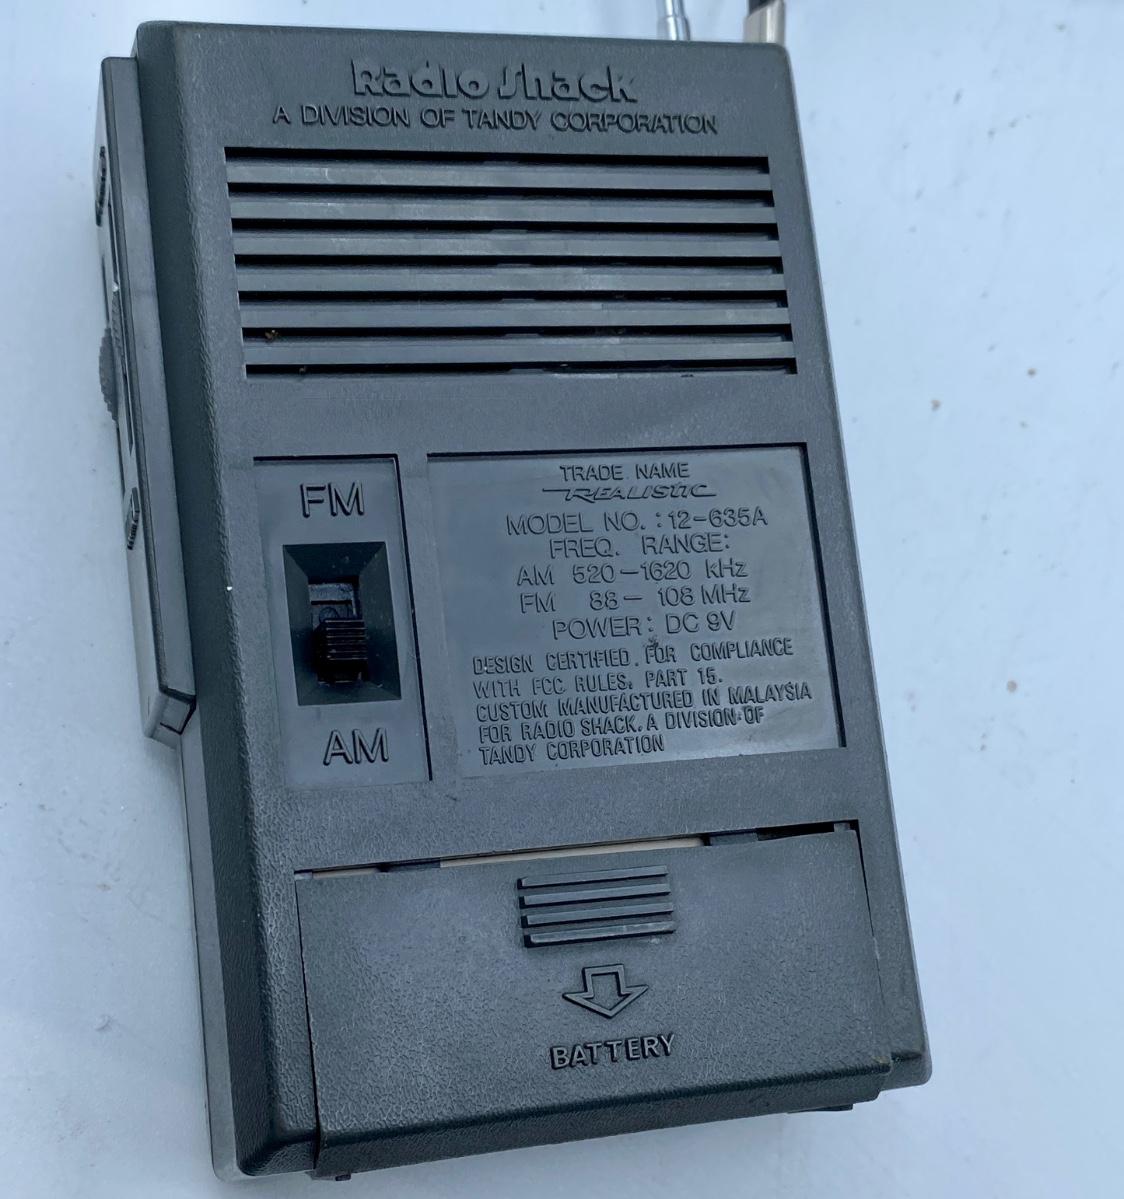 Radio Shack
A DIVISION OF TANDY CORPORATION
FM
AM
TRADE NAME
REALISTIC
MODEL NO. : 12-635A
FREQ. RANGE:
AM 520-1620 kHz
FM 88- 108 MHz
POWER: DC 9V
DESIGN CERTIFIED. FOR COMPLIANCE
WITH FCC RULES, PART 15.
CUSTOM MANUFACTURED IN MALAYSIA
FOR RADIO SHACK, A DIVISION OF
TANDY CORPORATION
BATTERY